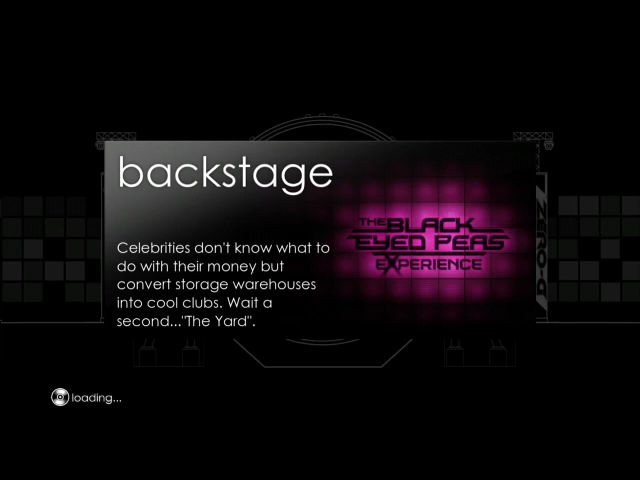 backstage
Celebrities don't know what to
do with their money but
convert storage warehouses
into cool clubs. Wait a
second..."The Yard".
THE BLACK
EYED PEAS
EXPERIENCE
loading...